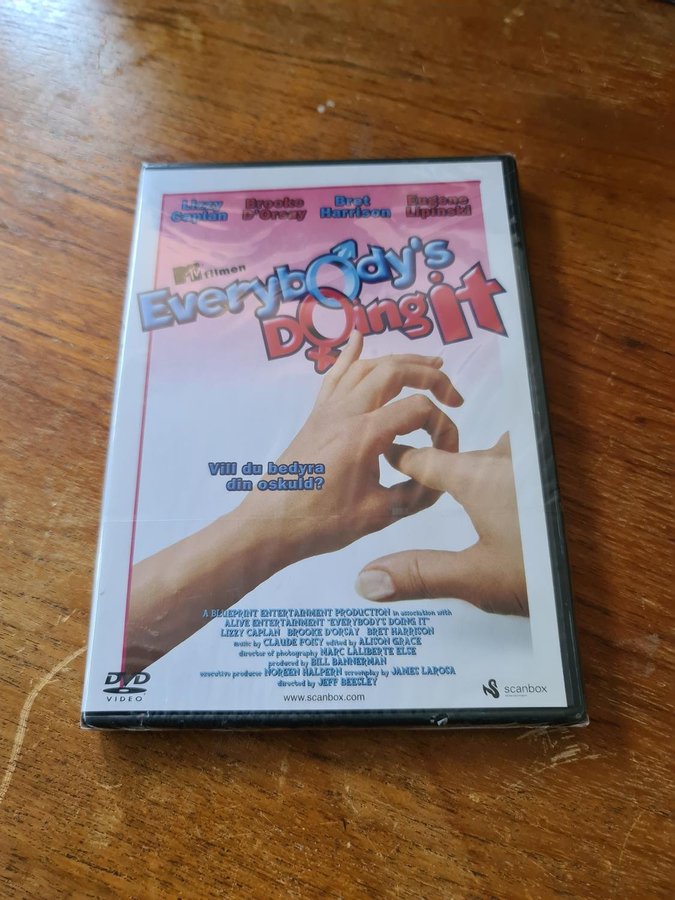 Lizzy Caplan
Brooke D'Orsay
Bret Harrison
Eugene Lipinski
MTV filmen
Everybody's
Doing it
Vill du bedyra
din oskuld?
A BLUEPRINT ENTERTAINMENT PRODUCTION in association with
ALIVE ENTERTAINMENT "EVERYBODY'S DOING IT"
LIZZY CAPLAN BROOKE D'ORSAY BRET HARRISON
music by CLAUDE FOISY edited by ALISON GRACE
director of photography MARC LALIBERTE ELSE
produced by BILL BANNERMAN
executive producer NOREEN HALPERN screenplay by JAMES LAROSA
directed by JEFF BEESLEY
DVD
VIDEO
www.scanbox.com
scanbox